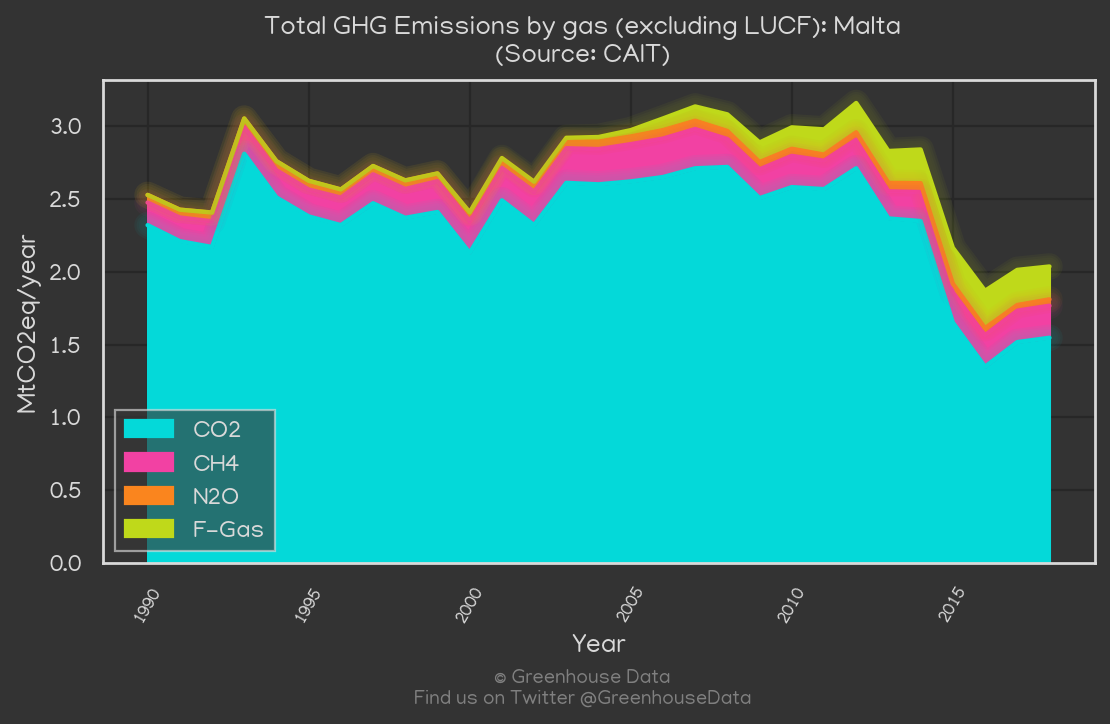 Total GHG Emissions by gas (excluding LUCF): Malta
(Source: CAIT)
MtCO2eq/year
3.0
2.5
2.0
1.5
1.0
0.5
0.0
CO2
CH4
N2O
F-Gas
1990
1995
2000
2005
2010
2015
Year
© Greenhouse Data
Find us on Twitter @GreenhouseData